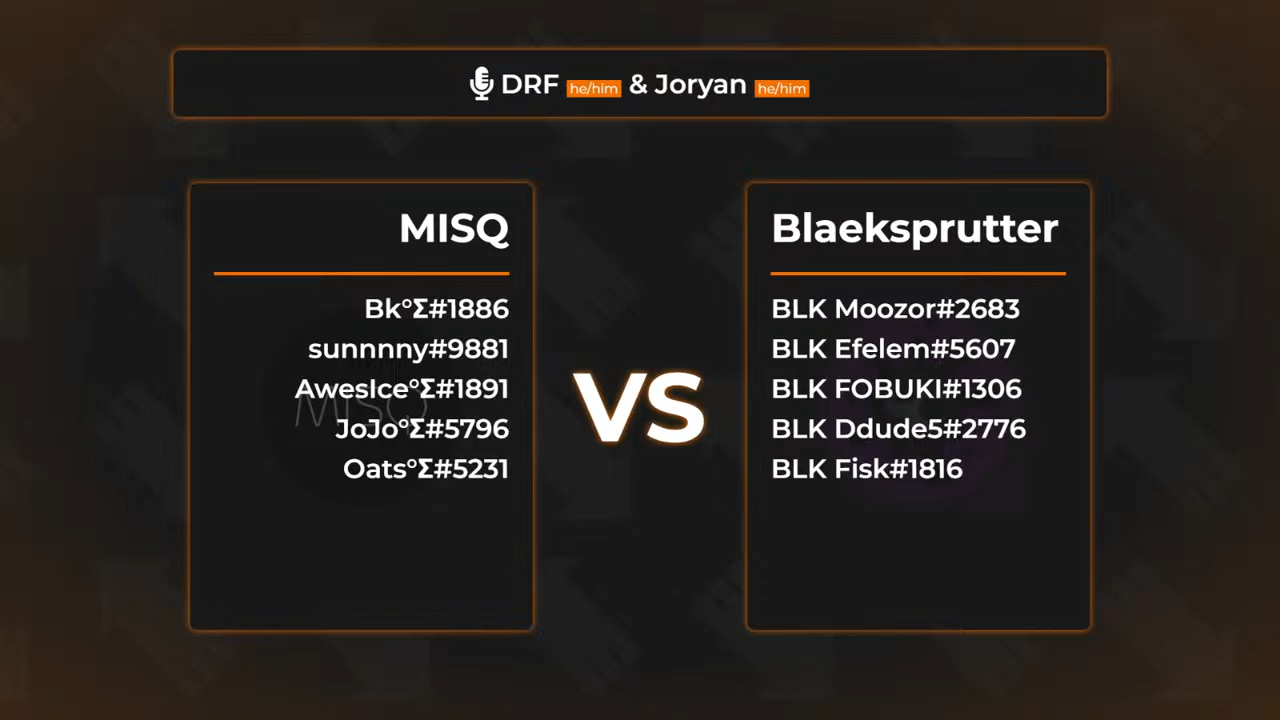 DRF he/him & Joryan he/him
MISQ
Bk°Σ#1886
sunnnny#9881
AwesIce°Σ#1891
JoJo°Σ#5796
Oats°Σ#5231
MISQ
VS
Blaeksprutter
BLK Moozor#2683
BLK Efelem#5607
BLK FOBUKI#1306
BLK Ddude5#2776
BLK Fisk#1816